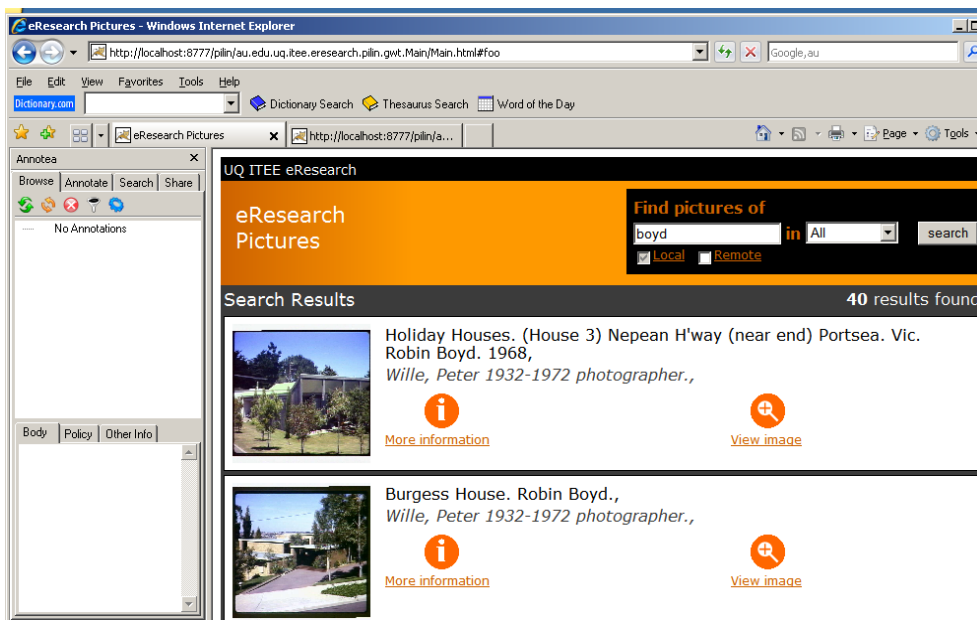 eResearch Pictures - Windows Internet Explorer
http://localhost:8777/pilin/au.edu.uq.itee.eresearch.pilin.gwt.Main/Main.html#foo
Google,au
File Edit View Favorites Tools Help
Dictionary.com Dictionary Search Thesaurus Search Word of the Day
eResearch Pictures http://localhost:8777/pilin/a... Page Tools
Annotea
Browse Annotate Search Share
No Annotations
Body Policy Other Info
UQ ITEE eResearch
eResearch
Pictures
Find pictures of
boyd in All search
Local Remote
Search Results 40 results found
Holiday Houses. (House 3) Nepean H'way (near end) Portsea. Vic.
Robin Boyd. 1968,
Wille, Peter 1932-1972 photographer.,
More information View image
Burgess House. Robin Boyd.,
Wille, Peter 1932-1972 photographer.,
More information View image